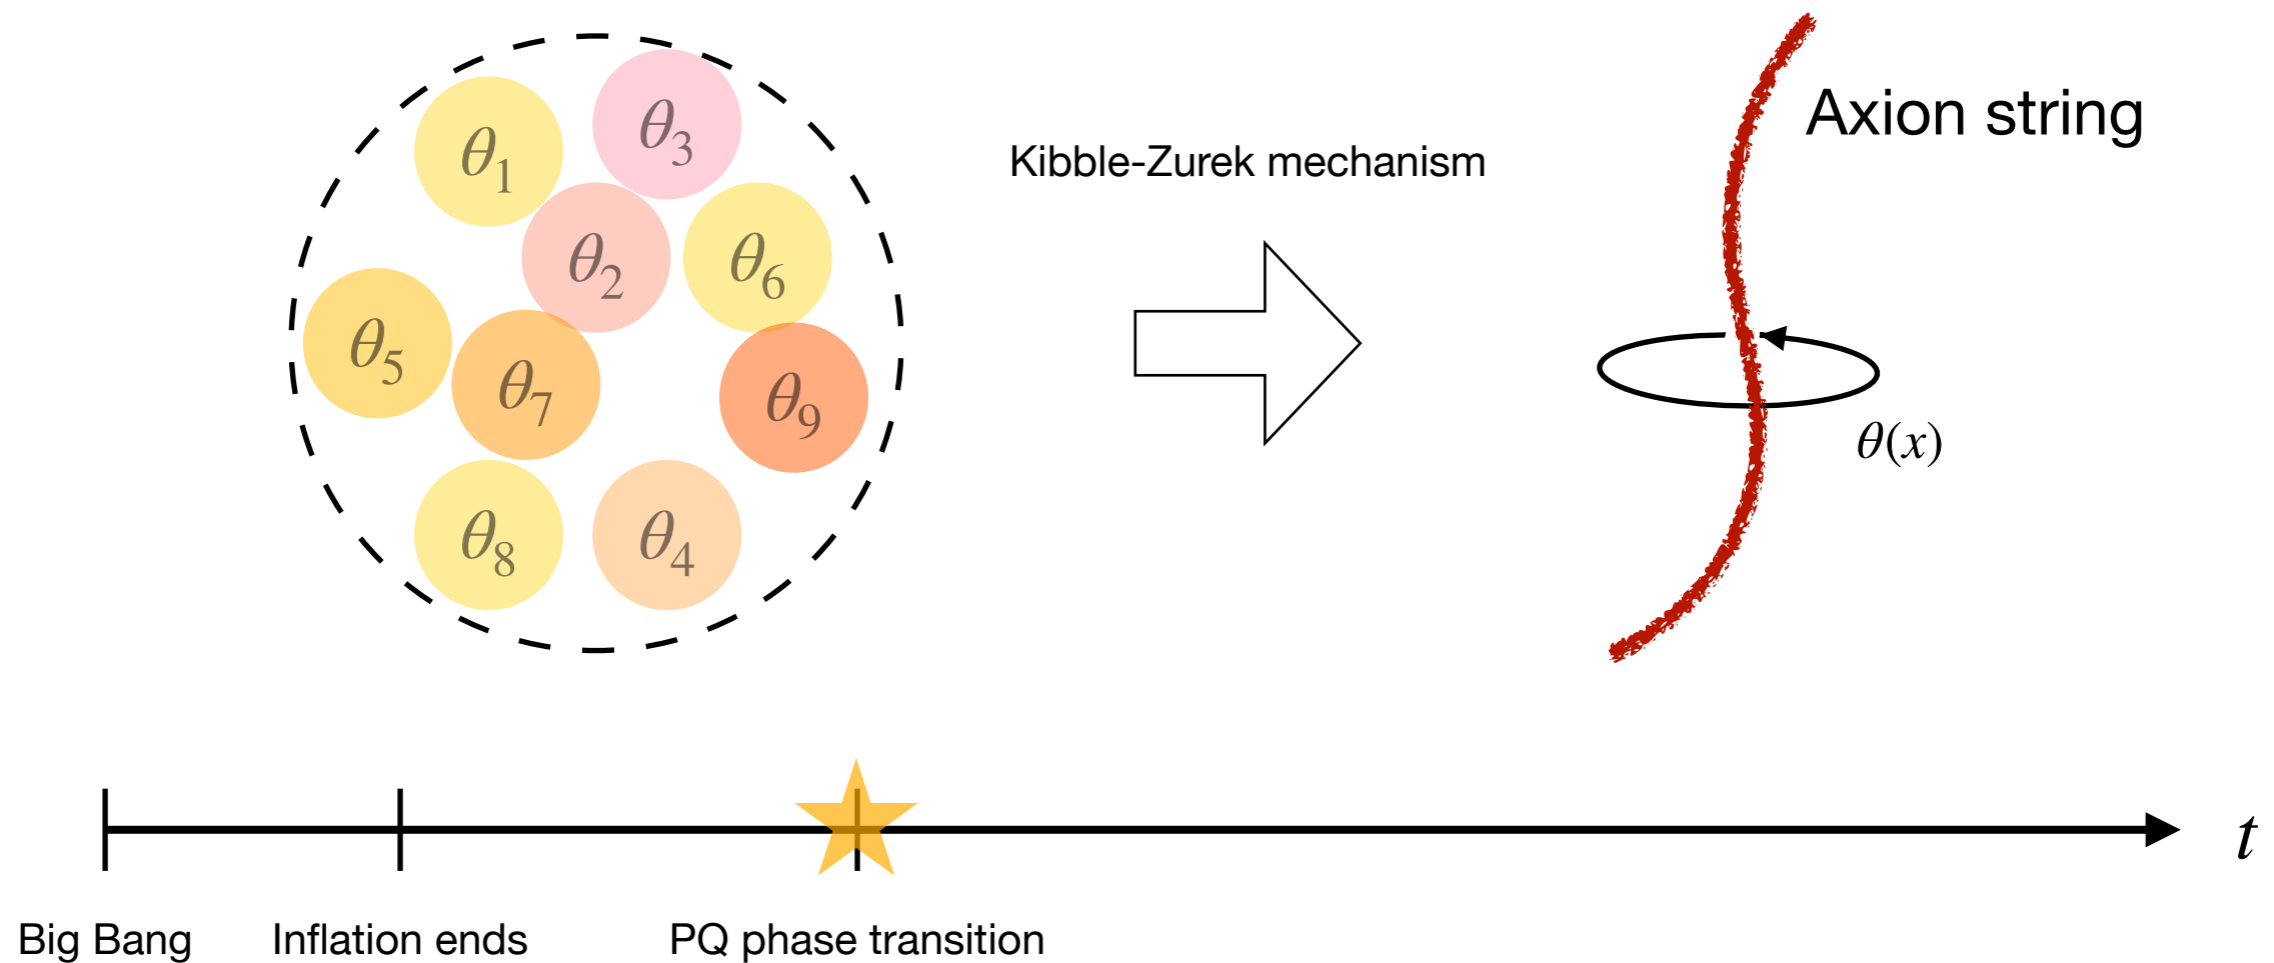 θ₁
θ₃
θ₂
θ₆
θ₅
θ₇
θ₉
θ₈
θ₄
Kibble-Zurek mechanism
Axion string
θ(x)
t
Big Bang
Inflation ends
PQ phase transition